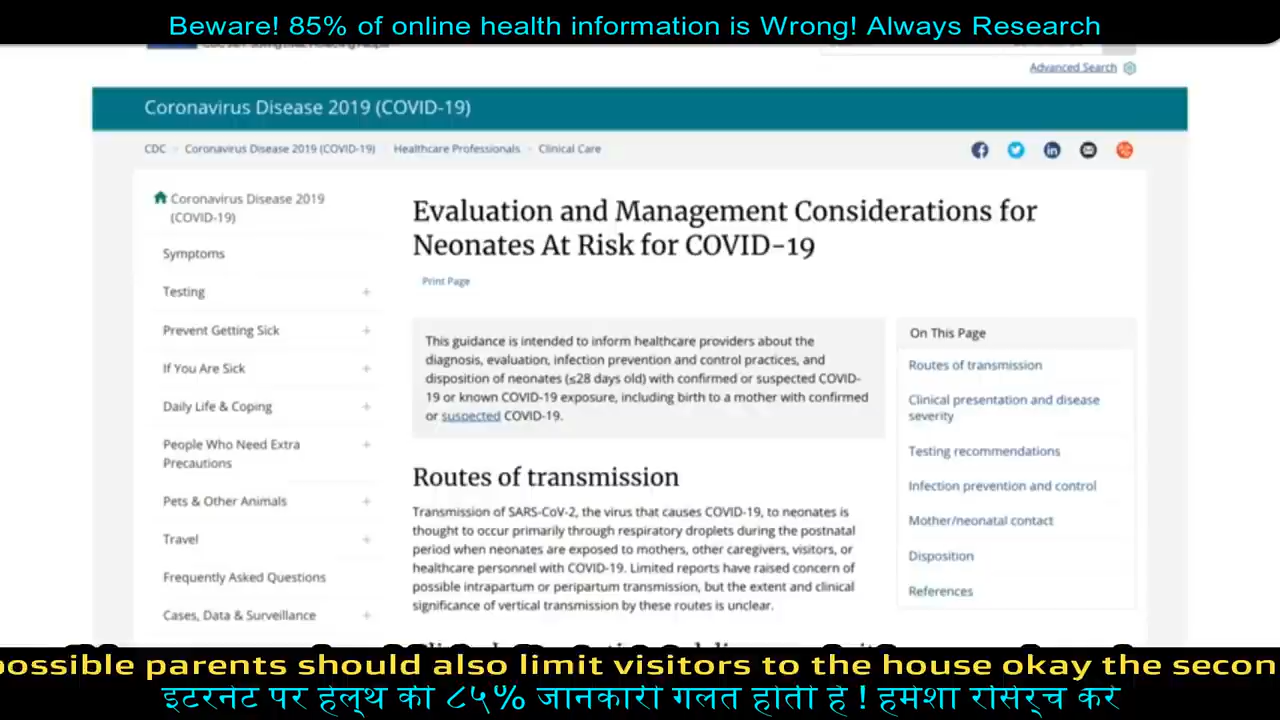 Beware! 85% of online health information is Wrong! Always Research
Advanced Search
Coronavirus Disease 2019 (COVID-19)
CDC
Coronavirus Disease 2019 (COVID-19)
Healthcare Professionals
Clinical Care
Coronavirus Disease 2019
(COVID-19)
Symptoms
Testing
Prevent Getting Sick
If You Are Sick
Daily Life & Coping
People Who Need Extra
Precautions
Pets & Other Animals
Travel
Frequently Asked Questions
Cases, Data & Surveillance
Evaluation and Management Considerations for
Neonates At Risk for COVID-19
Print Page
This guidance is intended to inform healthcare providers about the
diagnosis, evaluation, infection prevention and control practices, and
disposition of neonates (≤28 days old) with confirmed or suspected COVID-
19 or known COVID-19 exposure, including birth to a mother with confirmed
or suspected COVID-19.
Routes of transmission
Transmission of SARS-CoV-2, the virus that causes COVID-19, to neonates is
thought to occur primarily through respiratory droplets during the postnatal
period when neonates are exposed to mothers, other caregivers, visitors, or
healthcare personnel with COVID-19. Limited reports have raised concern of
possible intrapartum or peripartum transmission, but the extent and clinical
significance of vertical transmission by these routes is unclear.
On This Page
Routes of transmission
Clinical presentation and disease
severity
Testing recommendations
Infection prevention and control
Mother/neonatal contact
Disposition
References
possible parents should also limit visitors to the house okay the secon
इंटरनेट पर हेल्थ की ८५% जानकारी गलत होती है ! हमेशा रिसर्च करें